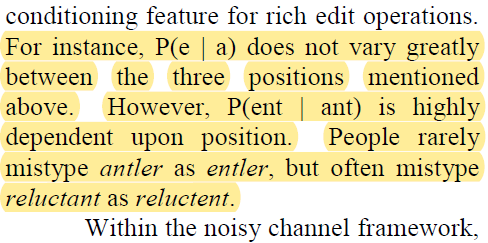 conditioning feature for rich edit operations.
For instance, P(e | a) does not vary greatly
between the three positions mentioned
above. However, P(ent | ant) is highly
dependent upon position. People rarely
mistype antler as entler, but often mistype
reluctant as reluctent.
Within the noisy channel framework,